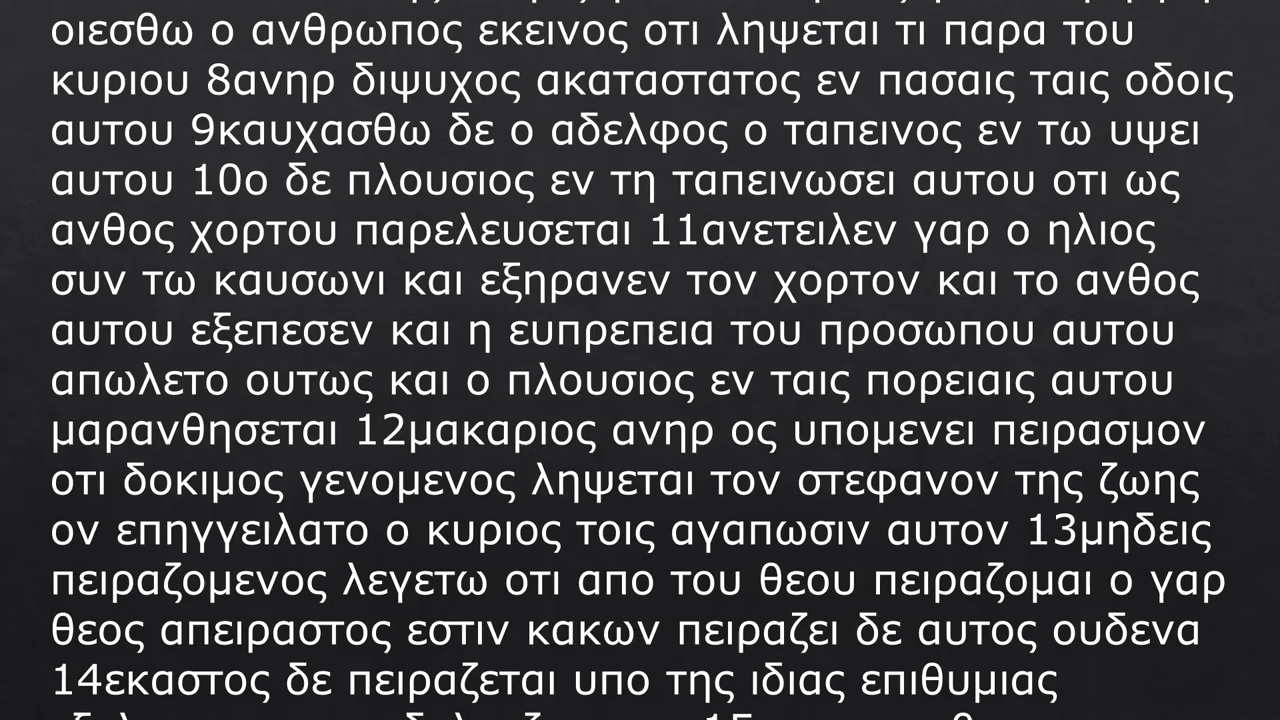 οιεσθω ο ανθρωπος εκεινος οτι ληψεται τι παρα του
κυριου 8ανηρ διψυχος ακαταστατος εν πασαις ταις οδοις
αυτου 9καυχασθω δε ο αδελφος ο ταπεινος εν τω υψει
αυτου 10ο δε πλουσιος εν τη ταπεινωσει αυτου οτι ως
ανθος χορτου παρελευσεται 11ανετειλεν γαρ ο ηλιος
συν τω καυσωνι και εξηρανεν τον χορτον και το ανθος
αυτου εξεπεσεν και η ευπρεπεια του προσωπου αυτου
απωλετο ουτως και ο πλουσιος εν ταις πορειαις αυτου
μαρανθησεται 12μακαριος ανηρ ος υπομενει πειρασμον
οτι δοκιμος γενομενος ληψεται τον στεφανον της ζωης
ον επηγγειλατο ο κυριος τοις αγαπωσιν αυτον 13μηδεις
πειραζομενος λεγετω οτι απο του θεου πειραζομαι ο γαρ
θεος απειραστος εστιν κακων πειραζει δε αυτος ουδενα
14εκαστος δε πειραζεται υπο της ιδιας επιθυμιας